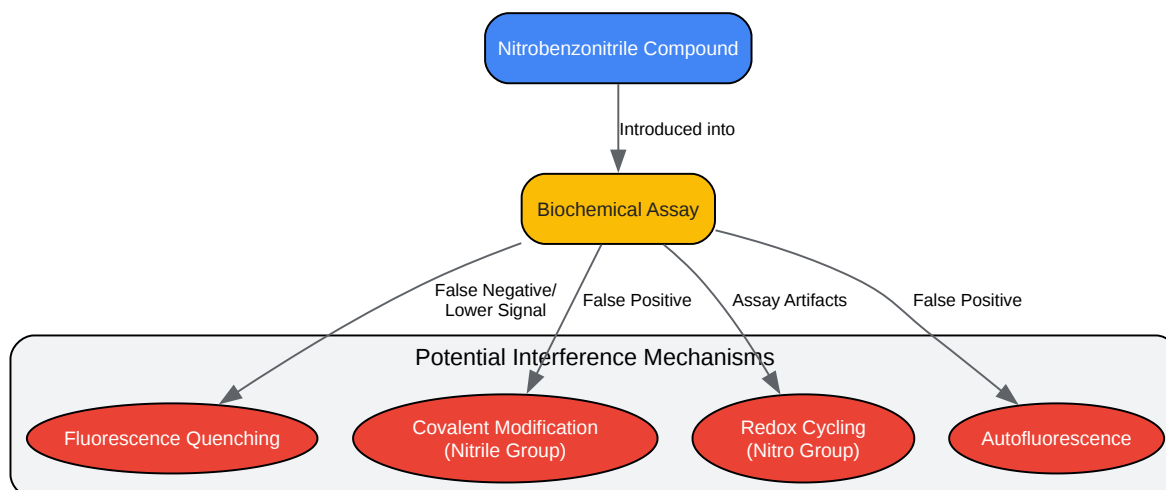 Nitrobenzonitrile Compound
Introduced into
Biochemical Assay
False Negative/
Lower Signal
False Positive
Assay Artifacts
False Positive
Potential Interference Mechanisms
Fluorescence Quenching
Covalent Modification
(Nitrile Group)
Redox Cycling
(Nitro Group)
Autofluorescence